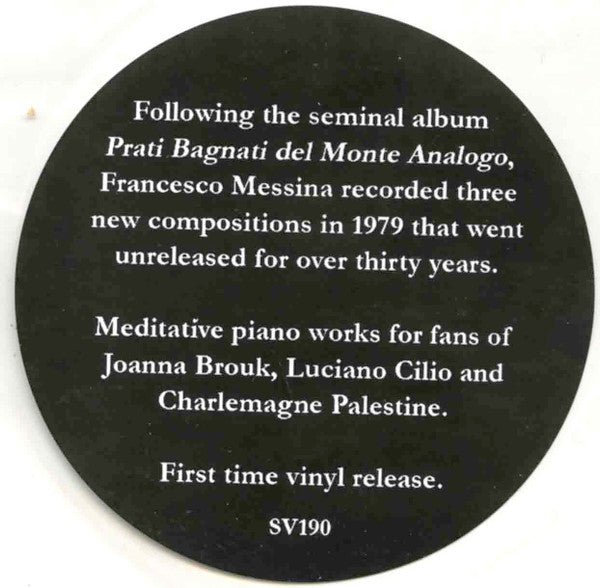 Following the seminal album
Prati Bagnati del Monte Analogo,
Francesco Messina recorded three
new compositions in 1979 that went
unreleased for over thirty years.
Meditative piano works for fans of
Joanna Brouk, Luciano Cilio and
Charlemagne Palestine.
First time vinyl release.
SV190